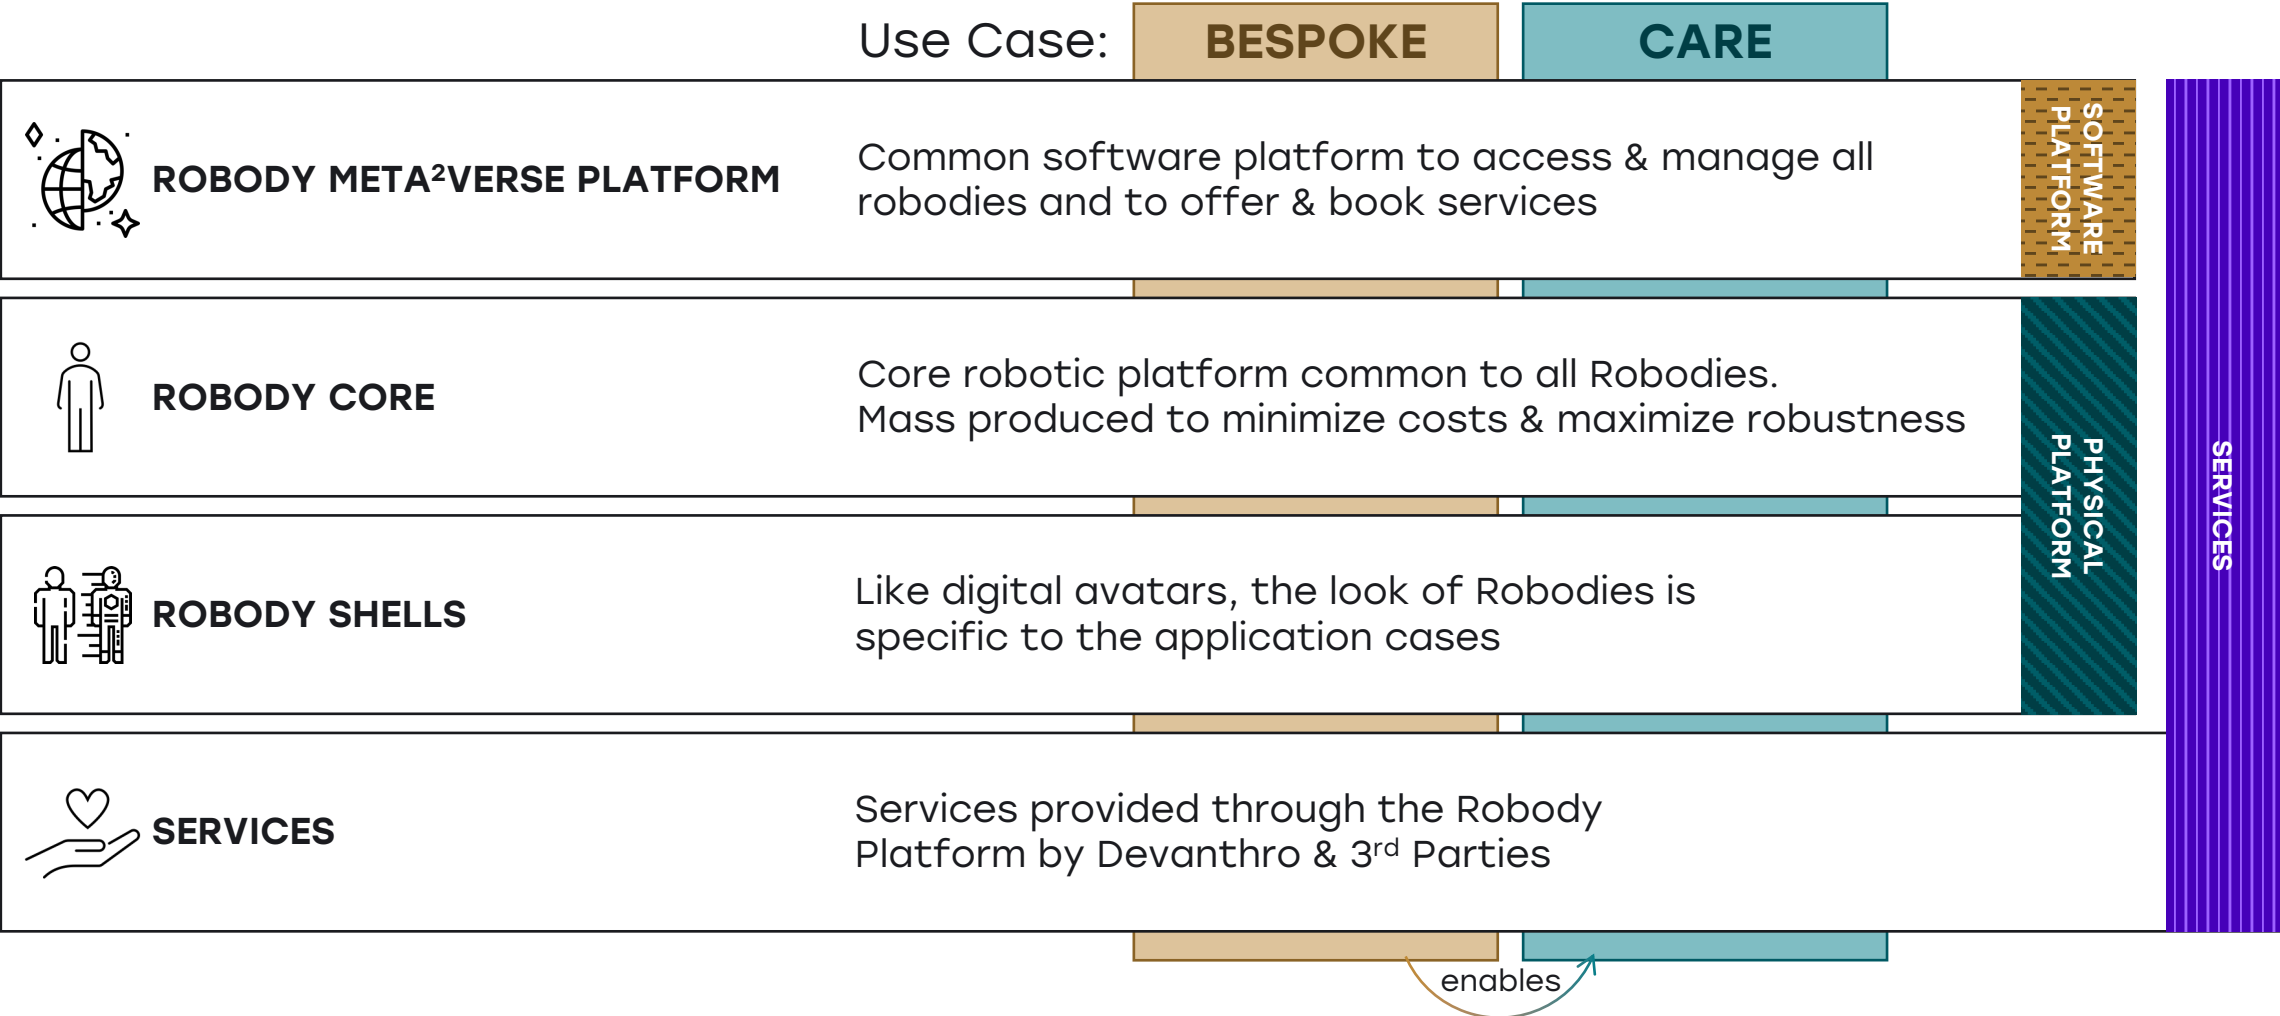 Use Case:
BESPOKE
CARE
ROBODY META²VERSE PLATFORM
Common software platform to access & manage all
robodies and to offer & book services
SOFTWARE
PLATFORM
ROBODY CORE
Core robotic platform common to all Robodies.
Mass produced to minimize costs & maximize robustness
PHYSICAL
PLATFORM
ROBODY SHELLS
Like digital avatars, the look of Robodies is
specific to the application cases
SERVICES
SERVICES
Services provided through the Robody
Platform by Devanthro & 3rd Parties
enables